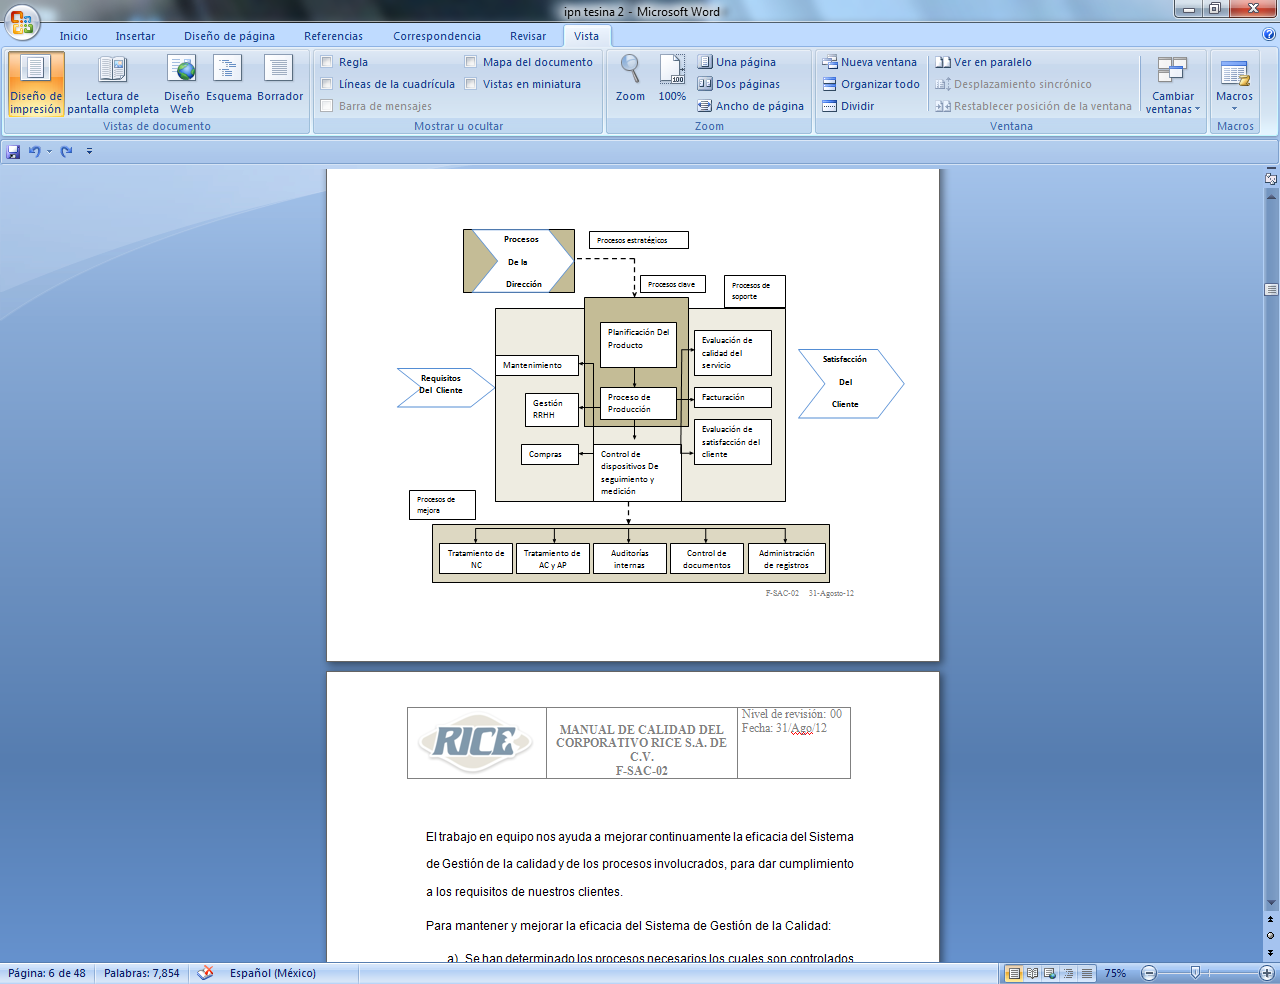 ipn tesina 2 - Microsoft Word
Inicio
Insertar
Diseño de página
Referencias
Correspondencia
Revisar
Vista
Diseño de
impresión
Lectura de
pantalla completa
Diseño
Web
Esquema
Borrador
Vistas de documento
Regla
Líneas de la cuadrícula
Barra de mensajes
Mapa del documento
Vistas en miniatura
Mostrar u ocultar
Zoom
100%
Una página
Dos páginas
Ancho de página
Zoom
Nueva ventana
Organizar todo
Dividir
Ver en paralelo
Desplazamiento sincrónico
Restablecer posición de la ventana
Cambiar
ventanas
Ventana
Macros
Macros
Procesos
De la
Dirección
Procesos estratégicos
Procesos clave
Procesos de
soporte
Planificación Del
Producto
Evaluación de
calidad del
servicio
Mantenimiento
Satisfacción
Del
Cliente
Requisitos
Del Cliente
Gestión
RRHH
Proceso de
Producción
Facturación
Evaluación de
satisfacción del
cliente
Compras
Control de
dispositivos De
seguimiento y
medición
Procesos de
mejora
Tratamiento de
NC
Tratamiento de
AC y AP
Auditorías
internas
Control de
documentos
Administración
de registros
F-SAC-02 31-Agosto-12
RICE
MANUAL DE CALIDAD DEL
CORPORATIVO RICE S.A. DE
C.V.
F-SAC-02
Nivel de revisión: 00
Fecha: 31/Ago/12
El trabajo en equipo nos ayuda a mejorar continuamente la eficacia del Sistema
de Gestión de la calidad y de los procesos involucrados, para dar cumplimiento
a los requisitos de nuestros clientes.
Para mantener y mejorar la eficacia del Sistema de Gestión de la Calidad:
a) Se han determinado los procesos necesarios los cuales son controlados
Página: 6 de 48
Palabras: 7,854
Español (México)
75%